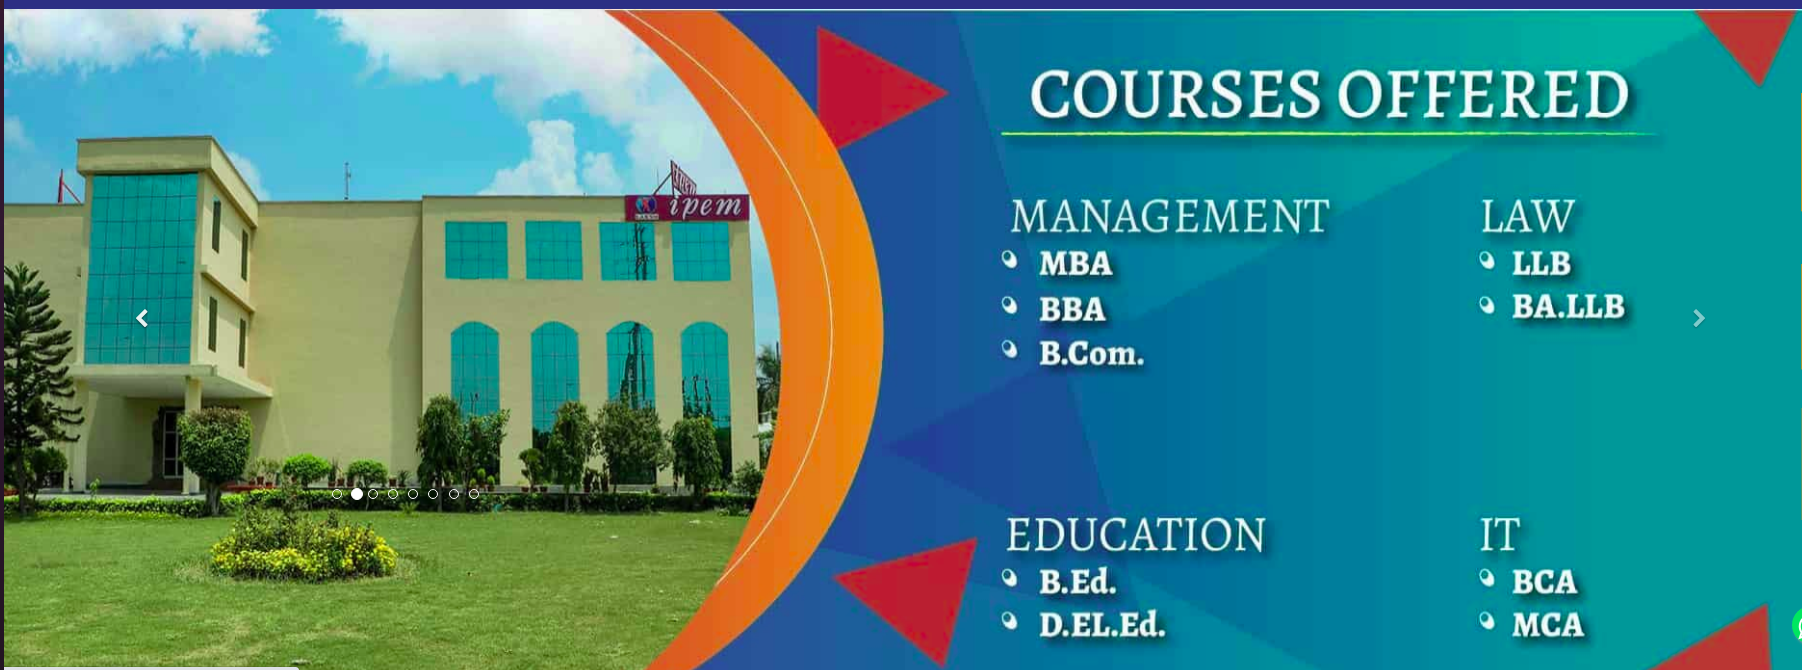 ipem
COURSES OFFERED
MANAGEMENT
MBA
BBA
B.Com.
LAW
LLB
BA.LLB
EDUCATION
B.Ed.
D.EL.Ed.
IT
BCA
MCA